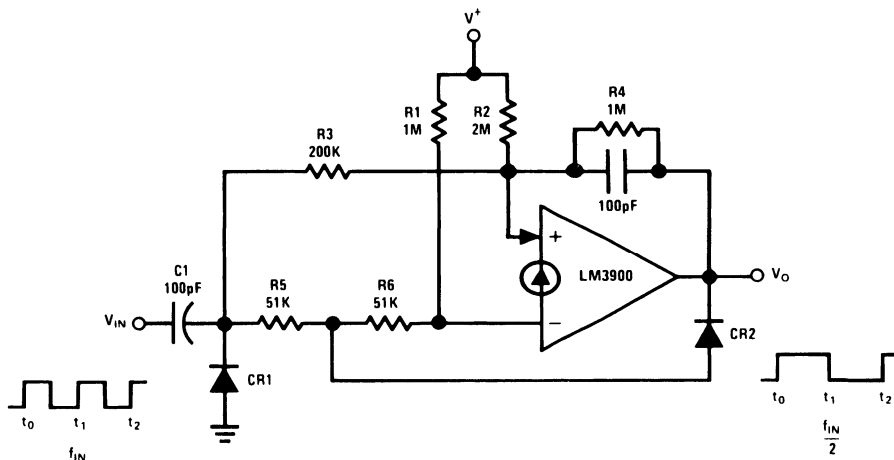 V+
R1
1M
R2
2M
R4
1M
R3
200K
100pF
C1
100pF
R5
51K
R6
51K
+
LM3900
−
VIN
VO
CR1
CR2
t0 t1 t2
fIN
t0 t1 t2
fIN
2